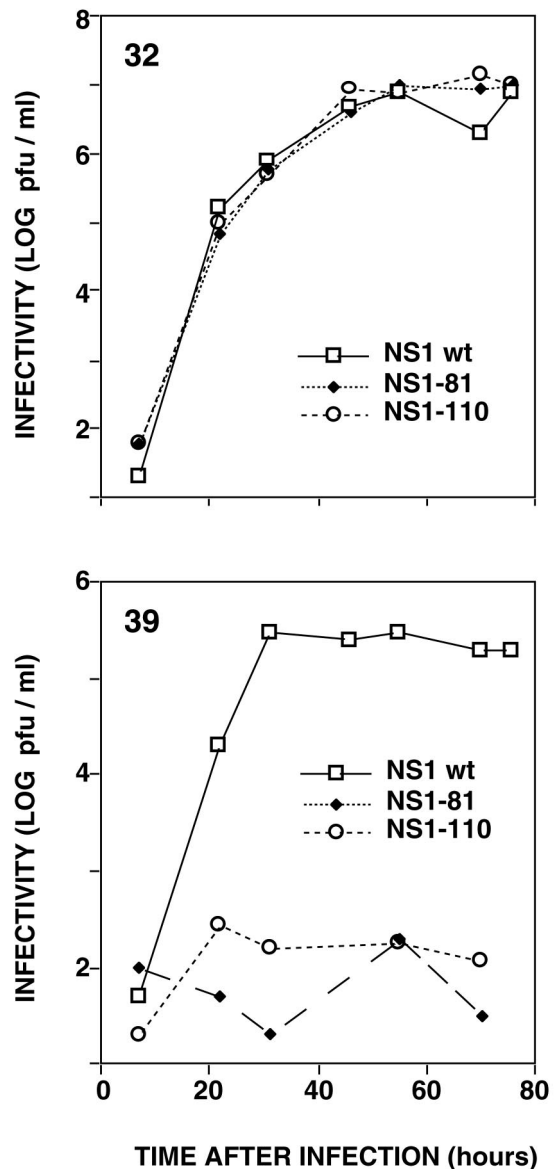 8
32
6
4
2
INFECTIVITY (LOG pfu / ml)
NS1 wt
NS1-81
NS1-110
6
39
4
2
INFECTIVITY (LOG pfu / ml)
NS1 wt
NS1-81
NS1-110
0 20 40 60 80
TIME AFTER INFECTION (hours)